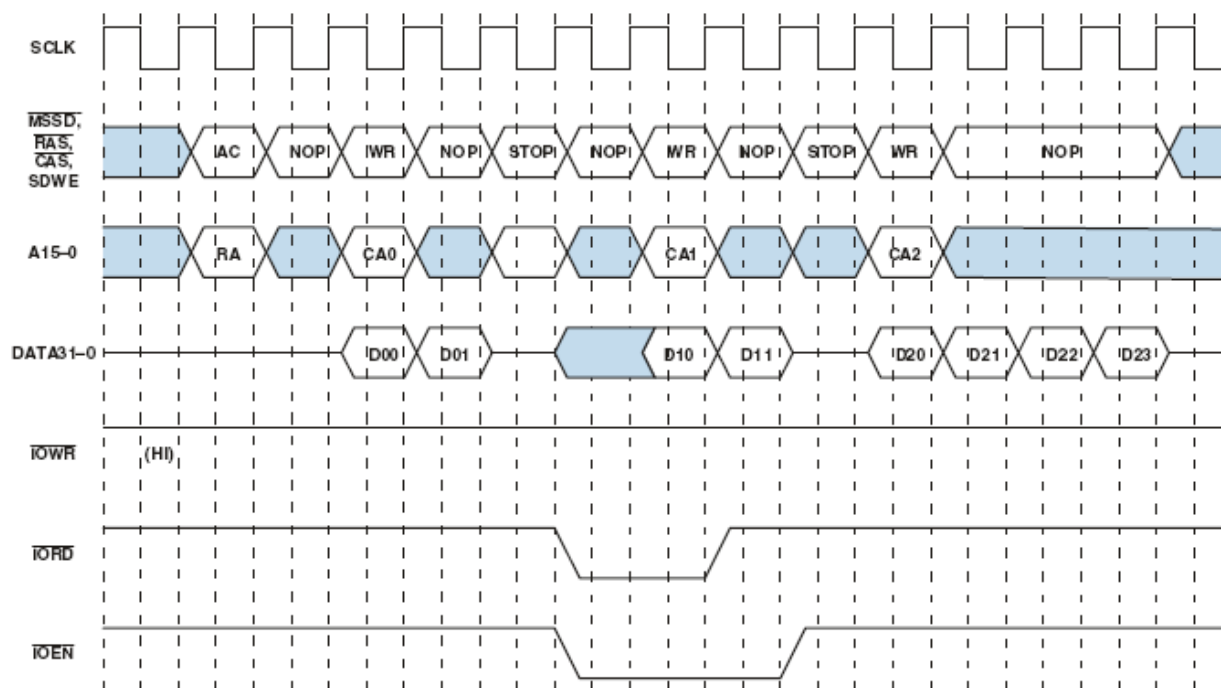 SCLK
MSSD,
RAS,
CAS,
SDWE
IAC NOP WR NOP STOP NOP WR NOP STOP WR NOP
A15–0
RA CA0 CA1 CA2
DATA31–0
D00 D01 D10 D11 D20 D21 D22 D23
IOWR
(HI)
IORD
IOEN